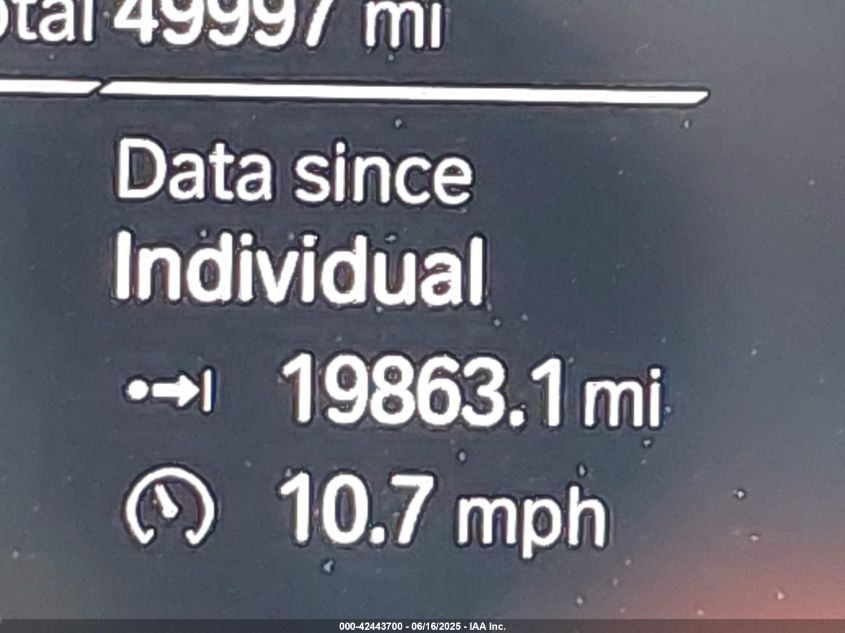 otal 49997 mi
Data since
Individual
19863.1 mi
10.7 mph
000-42443700 - 06/16/2025 - IAA Inc.